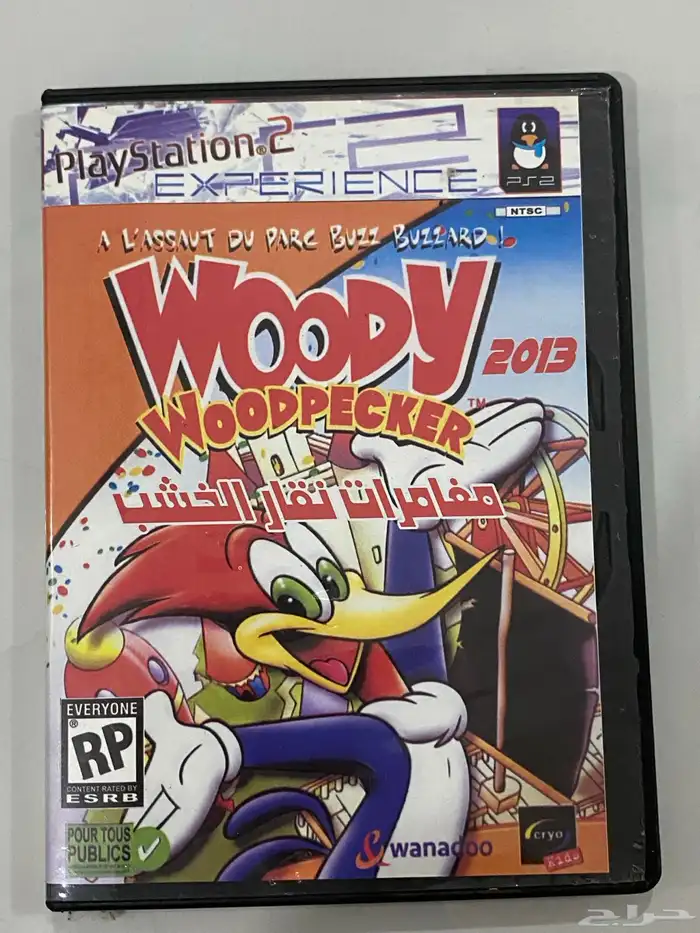 PlayStation®2
EXPERIENCE
PS2
NTSC
A L'ASSAUT DU PARC BUZZ BUZZARD !
WOODY
2013
WOODPECKER™
مغامرات نقار الخشب
EVERYONE
®
RP
CONTENT RATED BY
ESRB
POUR TOUS
PUBLICS
& wanadoo
cryo
Kids
حراج